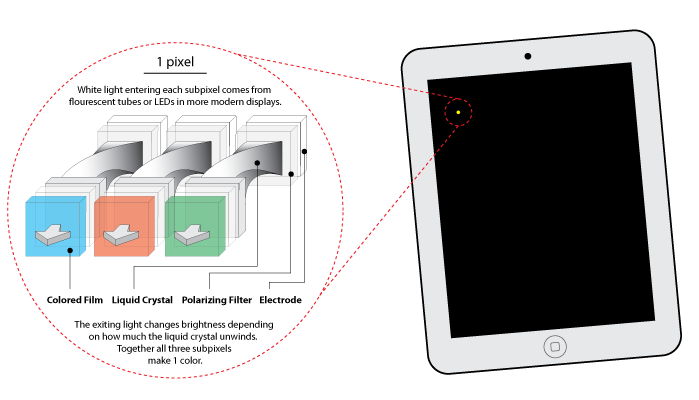 1 pixel
White light entering each subpixel comes from
flourescent tubes or LEDs in more modern displays.
Colored Film Liquid Crystal Polarizing Filter Electrode
The exiting light changes brightness depending
on how much the liquid crystal unwinds.
Together all three subpixels
make 1 color.